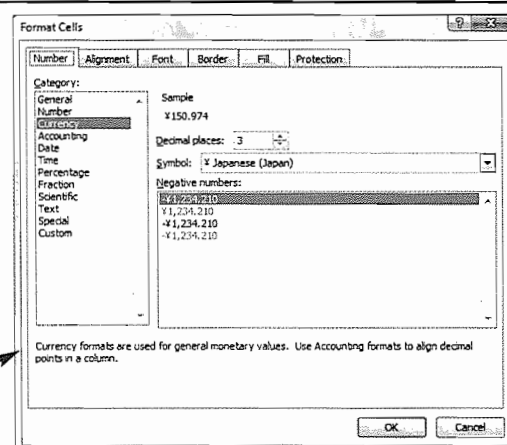 Format Cells
Number Alignment Font Border Fill Protection
Category:
General
Number
Currency
Accounting
Date
Time
Percentage
Fraction
Scientific
Text
Special
Custom
Sample
¥150.974
Decimal places: 3
Symbol: ¥ Japanese (Japan)
Negative numbers:
-¥1,234.210
¥1,234.210
-¥1,234.210
-¥1,234.210
Currency formats are used for general monetary values. Use Accounting formats to align decimal
points in a column.
OK Cancel